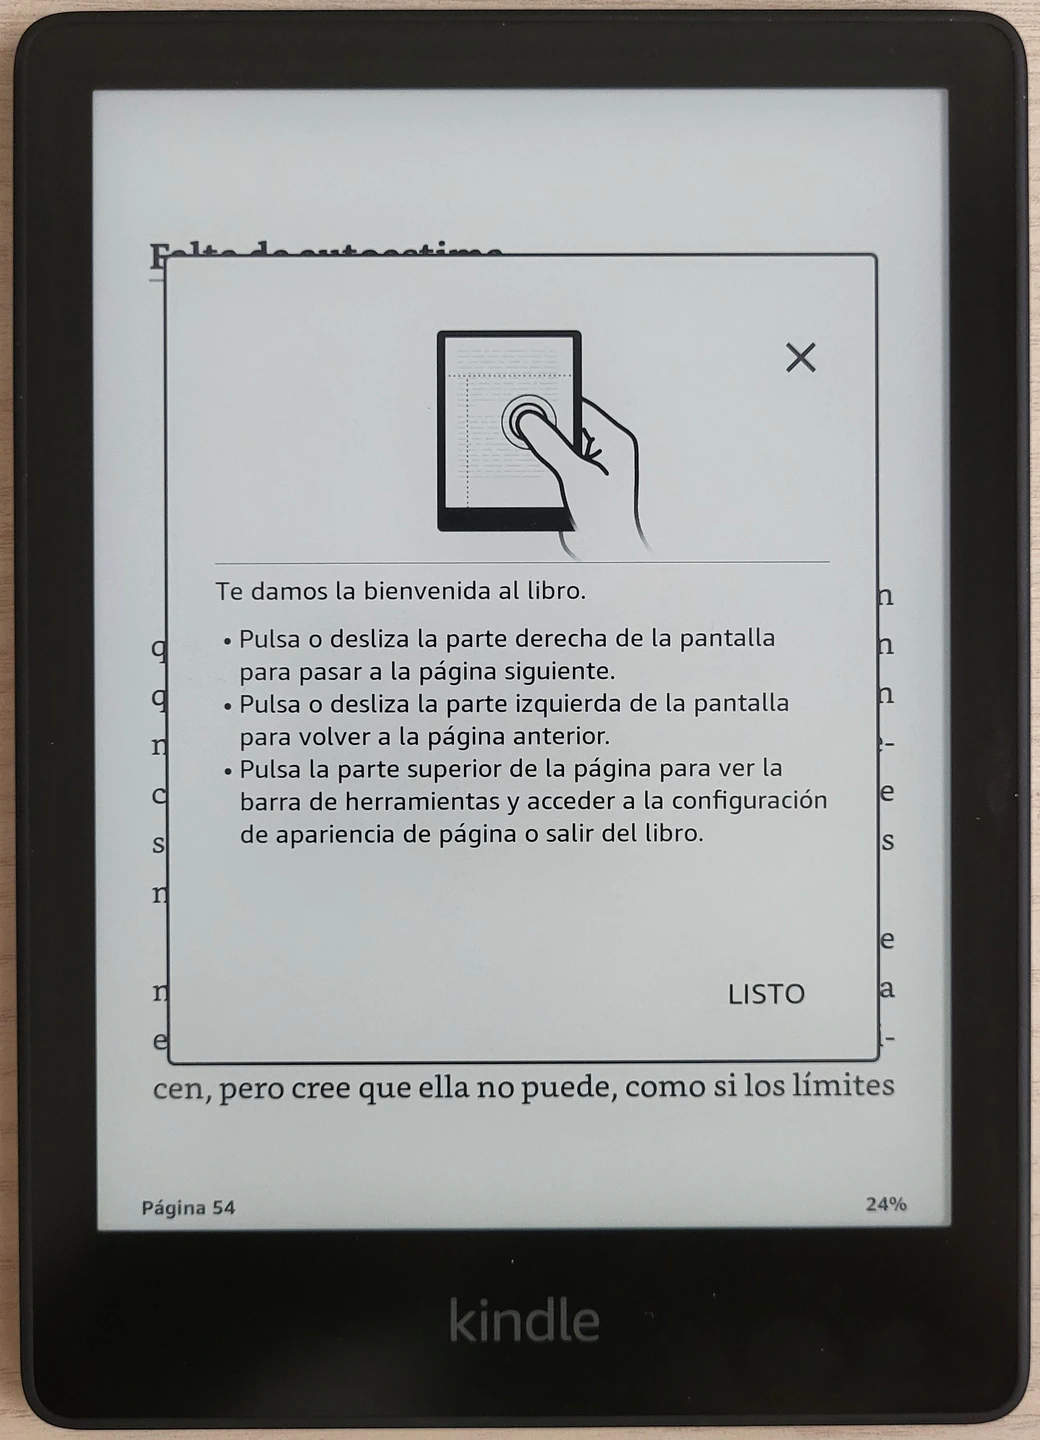 Falta de autoestima
Te damos la bienvenida al libro.
• Pulsa o desliza la parte derecha de la pantalla
para pasar a la página siguiente.
• Pulsa o desliza la parte izquierda de la pantalla
para volver a la página anterior.
• Pulsa la parte superior de la página para ver la
barra de herramientas y acceder a la configuración
de apariencia de página o salir del libro.
LISTO
cen, pero cree que ella no puede, como si los límites
Página 54
24%
kindle